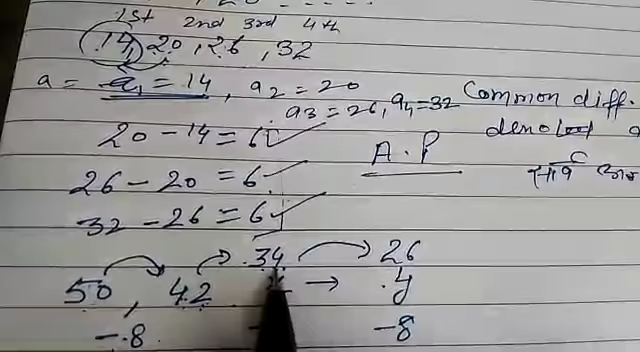 1st 2nd 3rd 4th
14, 20, 26, 32
a = a₁ = 14, a₂ = 20
a₃ = 26, a₄ = 32 Common diff.
20 - 14 = 6
A.P
26 - 20 = 6
32 - 26 = 6
34 26
50, 42 → y
-8 -8